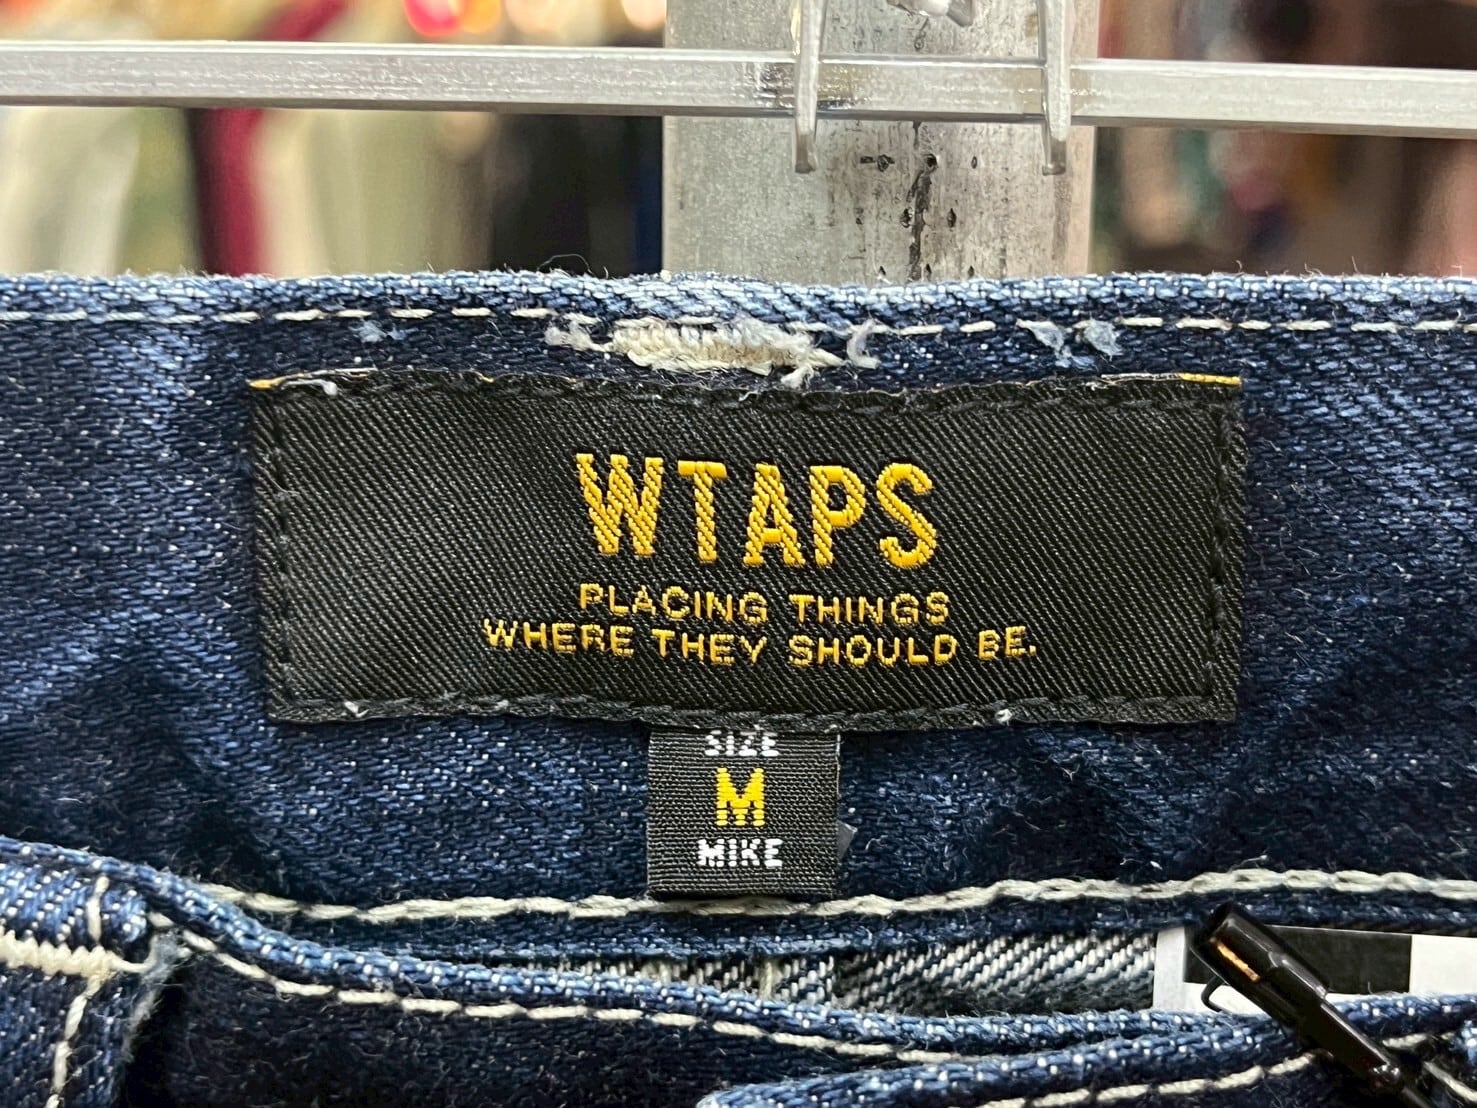 WTAPS
PLACING THINGS
WHERE THEY SHOULD BE.
SIZE
M
MIKE